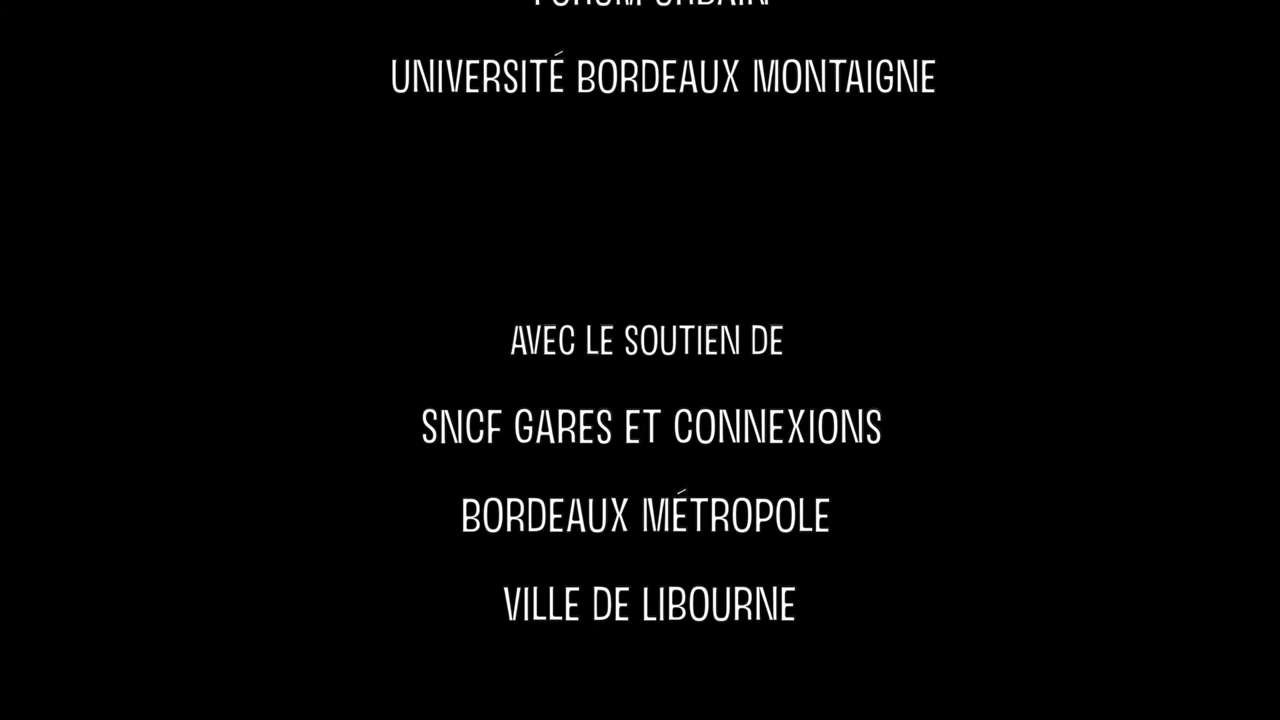 UNIVERSITÉ BORDEAUX MONTAIGNE
AVEC LE SOUTIEN DE
SNCF GARES ET CONNEXIONS
BORDEAUX MÉTROPOLE
VILLE DE LIBOURNE